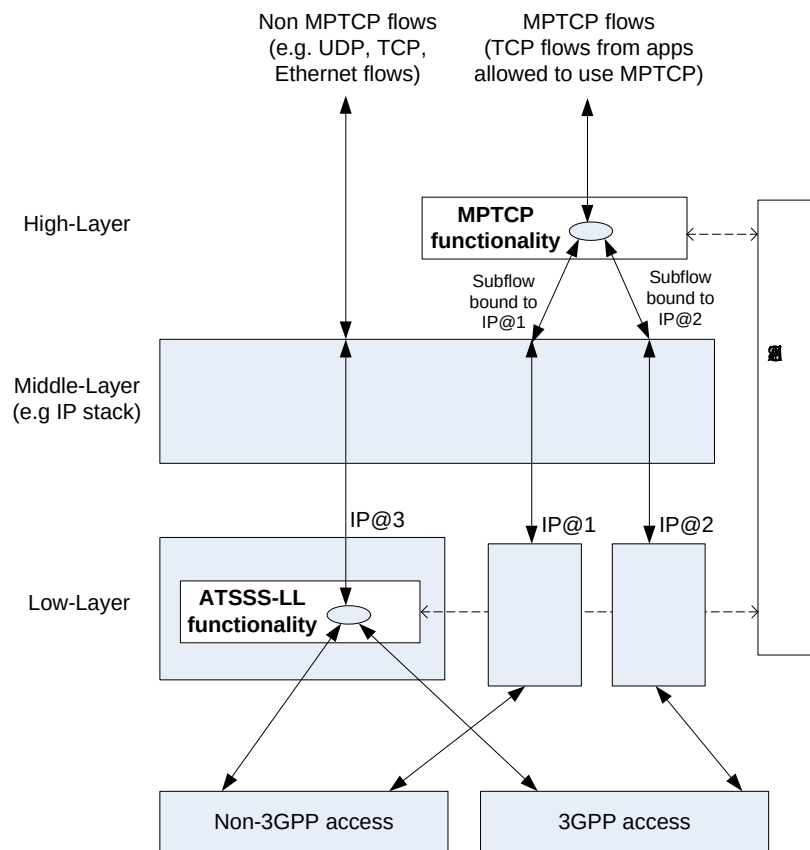 Non MPTCP flows
(e.g. UDP, TCP,
Ethernet flows)
MPTCP flows
(TCP flows from apps
allowed to use MPTCP)
High-Layer
MPTCP
functionality
Subflow
bound to
IP@1
Subflow
bound to
IP@2
Middle-Layer
(e.g IP stack)
IP@3
IP@1
IP@2
Low-Layer
ATSSS-LL
functionality
Non-3GPP access
3GPP access